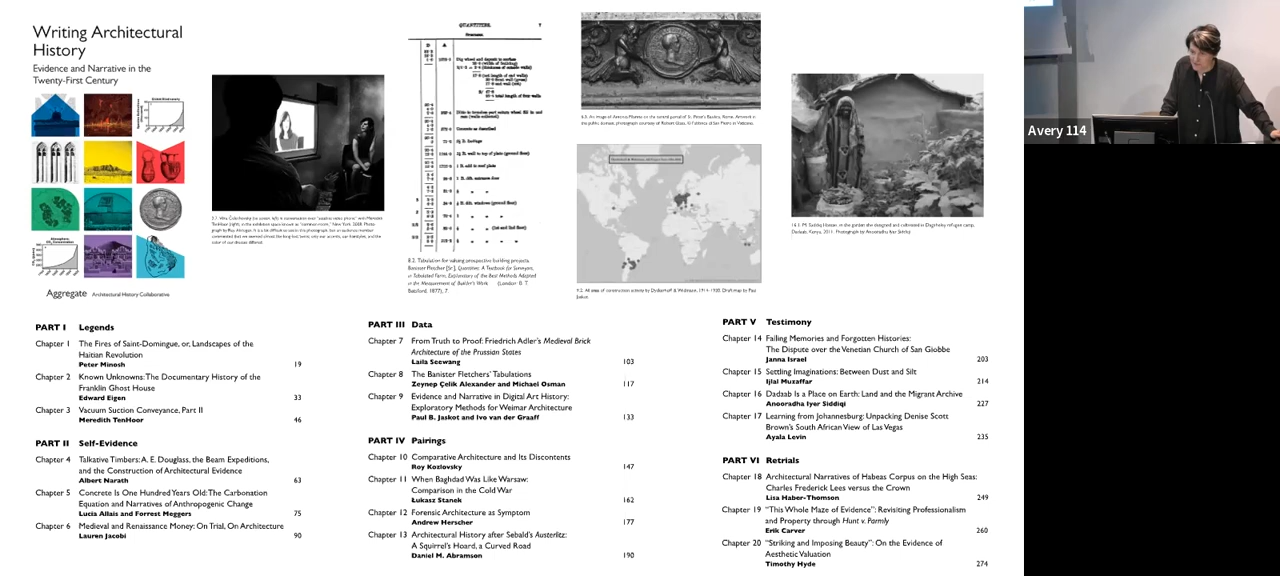 Writing Architectural
History
Evidence and Narrative in the
Twenty-First Century
Aggregate Architectural History Collaborative
QUANTITIES.
Concrete as described
Avery 114
PART I Legends
Chapter 1 The Fires of Saint-Domingue, or, Landscapes of the
Haitian Revolution
Peter Minosh 19
Chapter 2 Known Unknowns: The Documentary History of the
Franklin Ghost House
Edward Eigen 33
Chapter 3 Vacuum Suction Conveyance, Part II
Meredith TenHoor 46
PART II Self-Evidence
Chapter 4 Talkative Timbers: A. E. Douglass, the Beam Expeditions,
and the Construction of Architectural Evidence
Albert Narath 63
Chapter 5 Concrete Is One Hundred Years Old: The Carbonation
Equation and Narratives of Anthropogenic Change
Lucia Allais and Forrest Meggers 75
Chapter 6 Medieval and Renaissance Money: On Trial, On Architecture
Lauren Jacobi 90
PART III Data
Chapter 7 From Truth to Proof: Friedrich Adler's Medieval Brick
Architecture of the Prussian States
Laila Seewang 103
Chapter 8 The Banister Fletchers' Tabulations
Zeynep Çelik Alexander and Michael Osman 117
Chapter 9 Evidence and Narrative in Digital Art History:
Exploratory Methods for Weimar Architecture
Paul B. Jaskot and Ivo van der Graaff 133
PART IV Pairings
Chapter 10 Comparative Architecture and Its Discontents
Roy Kozlovsky 147
Chapter 11 When Baghdad Was Like Warsaw:
Comparison in the Cold War
Łukasz Stanek 162
Chapter 12 Forensic Architecture as Symptom
Andrew Herscher 177
Chapter 13 Architectural History after Sebald's Austerlitz:
A Squirrel's Hoard, a Curved Road
Daniel M. Abramson 190
PART V Testimony
Chapter 14 Failing Memories and Forgotten Histories:
The Dispute over the Venetian Church of San Giobbe
Janna Israel 203
Chapter 15 Settling Imaginations: Between Dust and Silt
Ijlal Muzaffar 214
Chapter 16 Dadaab Is a Place on Earth: Land and the Migrant Archive
Anooradha Iyer Siddiqi 227
Chapter 17 Learning from Johannesburg: Unpacking Denise Scott
Brown's South African View of Las Vegas
Ayala Levin 235
PART VI Retrials
Chapter 18 Architectural Narratives of Habeas Corpus on the High Seas:
Charles Frederick Lees versus the Crown
Lisa Haber-Thomson 249
Chapter 19 "This Whole Maze of Evidence": Revisiting Professionalism
and Property through Hunt v. Parmly
Erik Carver 260
Chapter 20 "Striking and Imposing Beauty": On the Evidence of
Aesthetic Valuation
Timothy Hyde 274